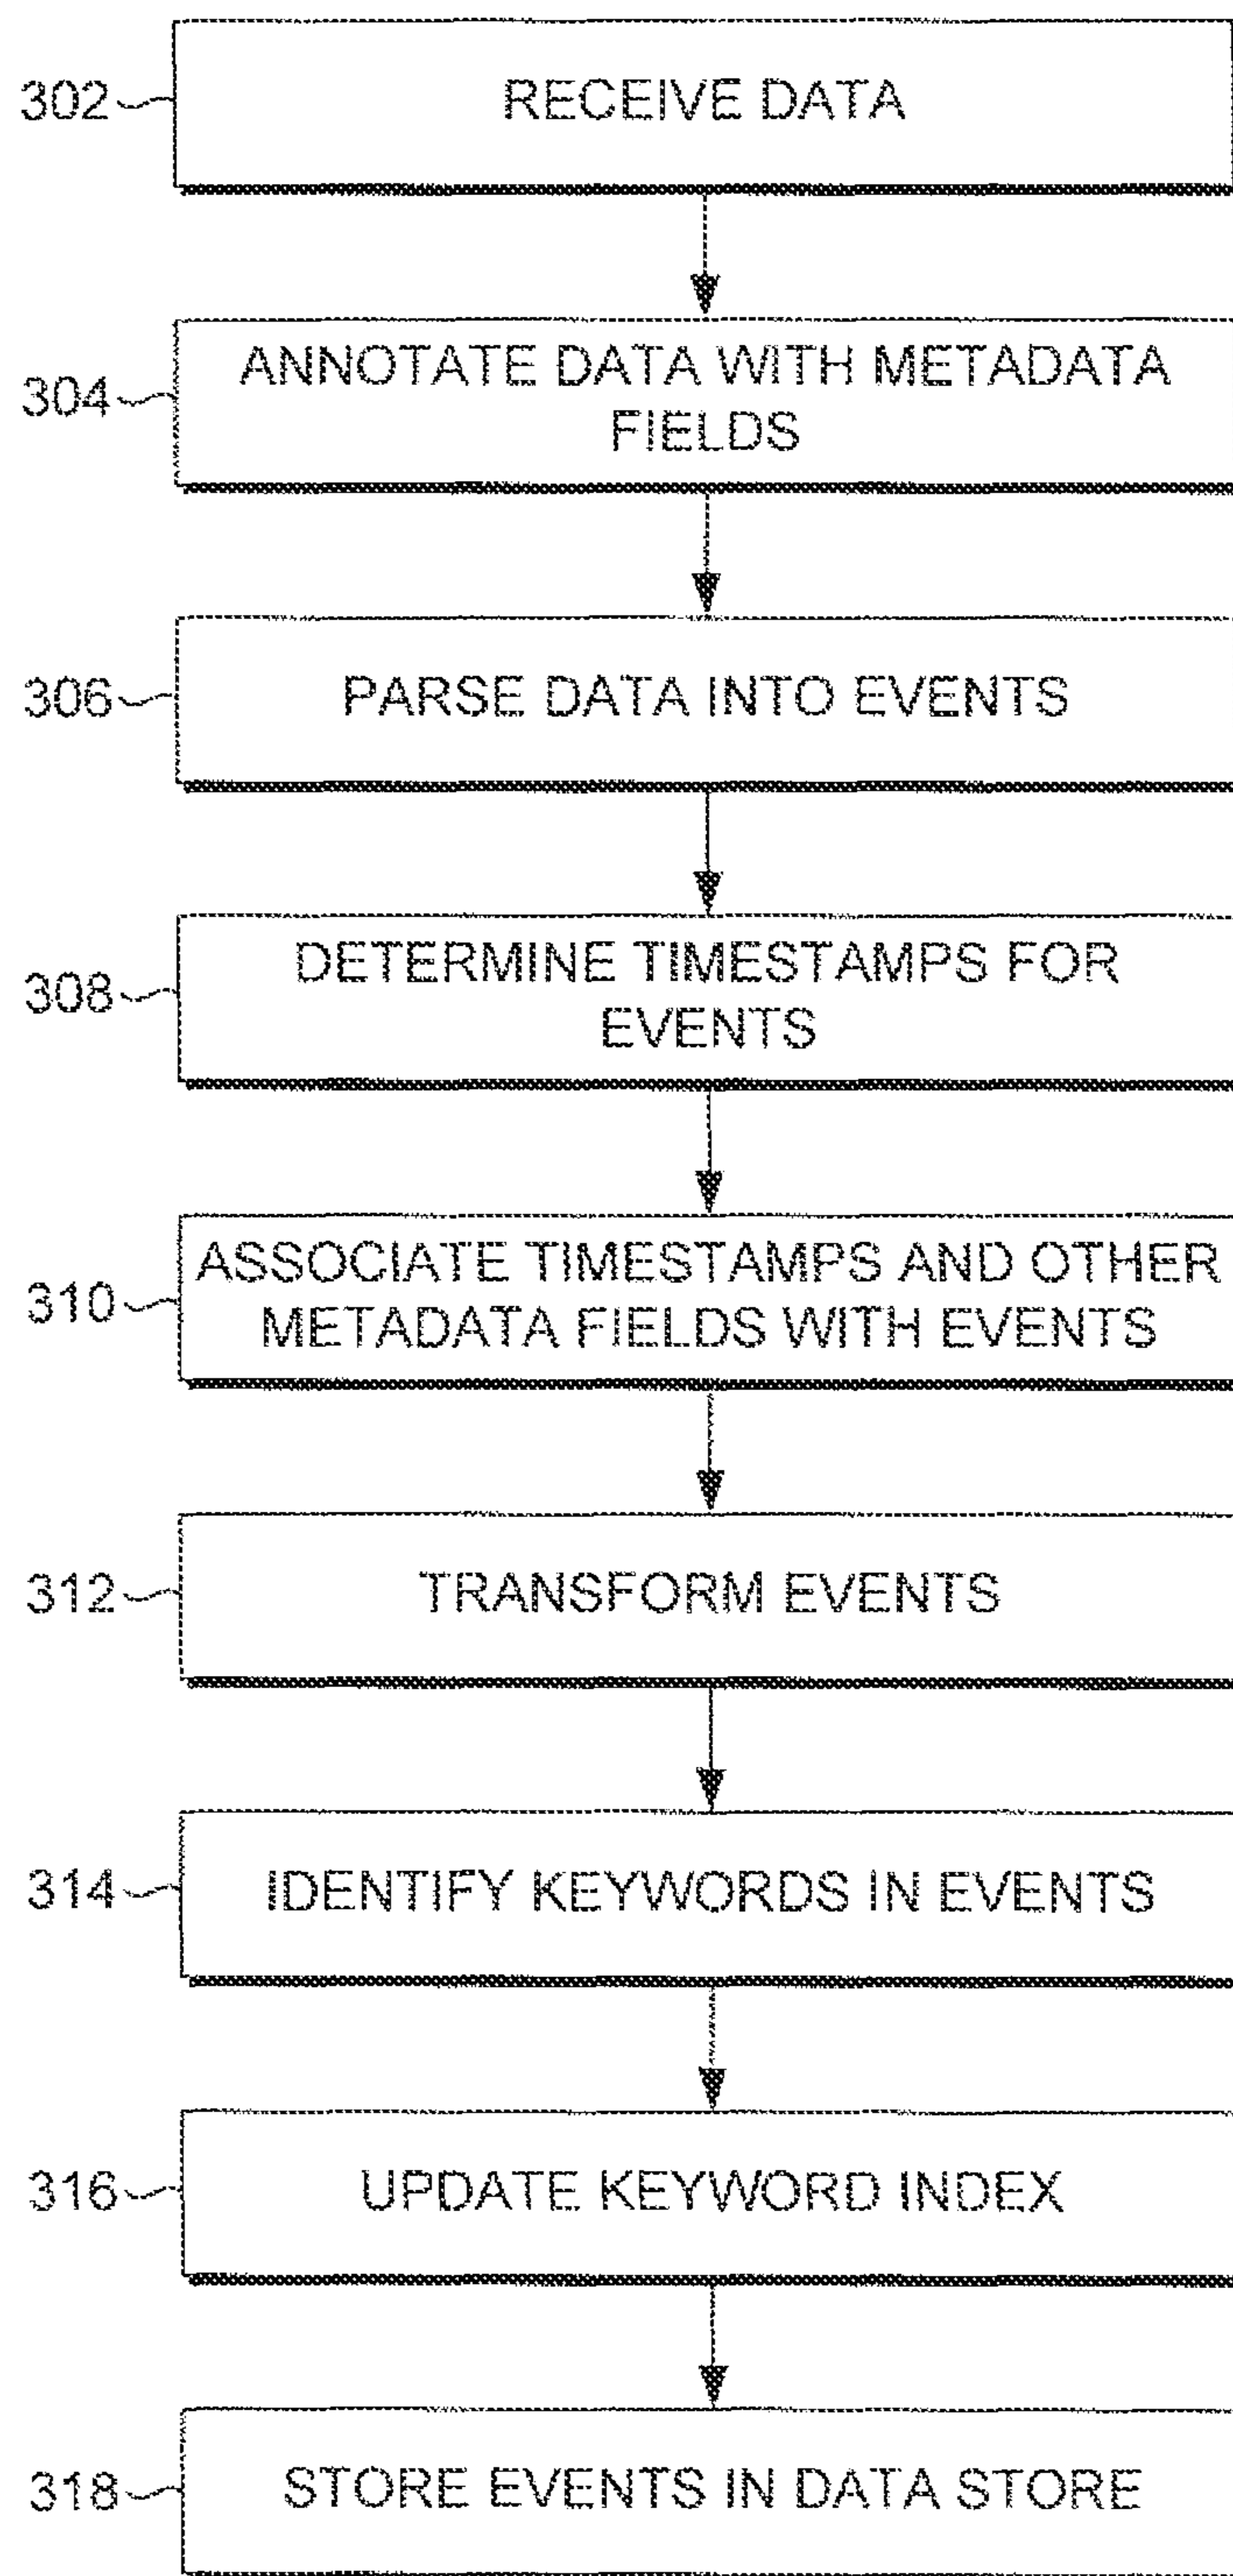 302
RECEIVE DATA
304
ANNOTATE DATA WITH METADATA
FIELDS
306
PARSE DATA INTO EVENTS
308
DETERMINE TIMESTAMPS FOR
EVENTS
310
ASSOCIATE TIMESTAMPS AND OTHER
METADATA FIELDS WITH EVENTS
312
TRANSFORM EVENTS
314
IDENTIFY KEYWORDS IN EVENTS
316
UPDATE KEYWORD INDEX
318
STORE EVENTS IN DATA STORE